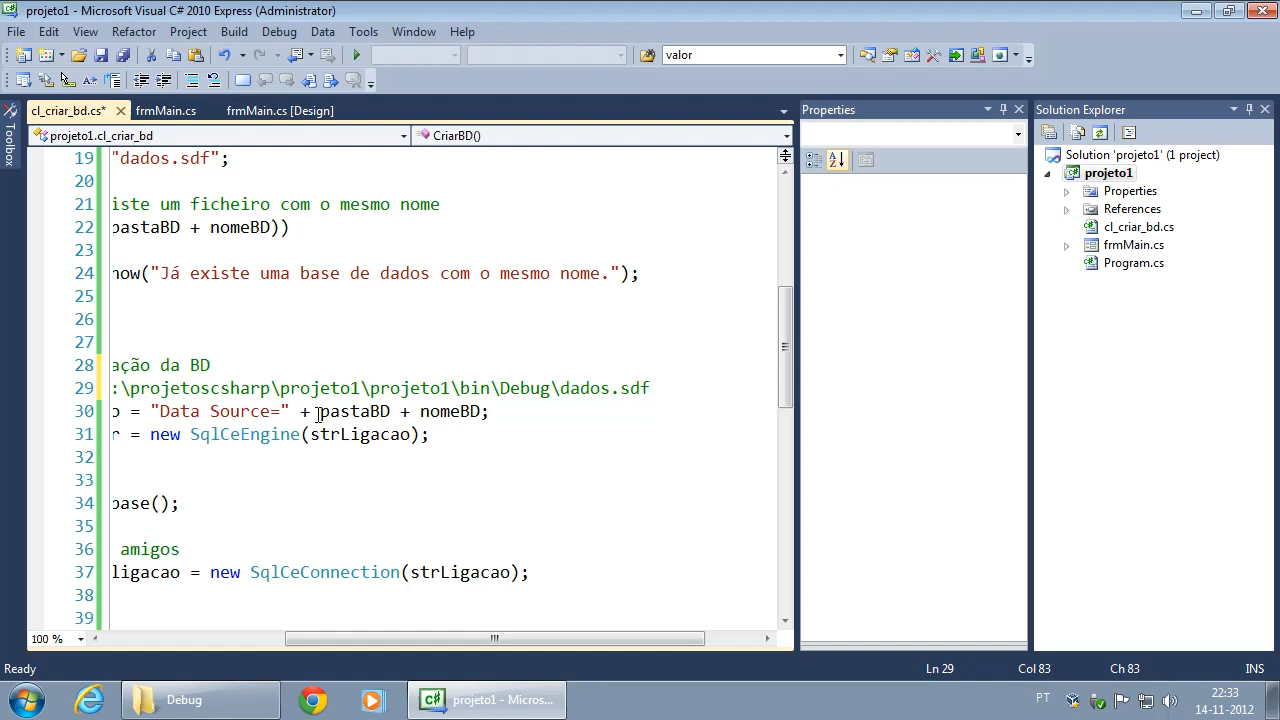 projeto1 - Microsoft Visual C# 2010 Express (Administrator)
File Edit View Refactor Project Build Debug Data Tools Window Help
valor
cl_criar_bd.cs* frmMain.cs frmMain.cs [Design]
projeto1.cl_criar_bd CriarBD()
Toolbox
19 "dados.sdf";
20
21 iste um ficheiro com o mesmo nome
22 pastaBD + nomeBD))
23
24 how("Já existe uma base de dados com o mesmo nome.");
25
26
27
28 ação da BD
29 :\projetoscsharp\projeto1\projeto1\bin\Debug\dados.sdf
30 o = "Data Source=" + pastaBD + nomeBD;
31 r = new SqlCeEngine(strLigacao);
32
33
34 base();
35
36 amigos
37 ligacao = new SqlCeConnection(strLigacao);
38
39
100 %
Properties
Solution Explorer
Solution 'projeto1' (1 project)
projeto1
Properties
References
cl_criar_bd.cs
frmMain.cs
Program.cs
Ready Ln 29 Col 83 Ch 83 INS
Debug
projeto1 - Micros...
PT
22:33
14-11-2012